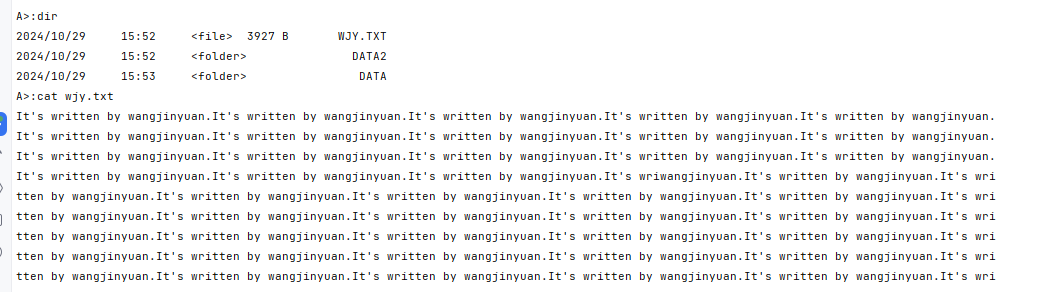 A>:dir
2024/10/29     15:52     <file>  3927 B       WJY.TXT
2024/10/29     15:52     <folder>               DATA2
2024/10/29     15:53     <folder>                DATA
A>:cat wjy.txt
It's written by wangjinyuan.It's written by wangjinyuan.It's written by wangjinyuan.It's written by wangjinyuan.It's written by wangjinyuan.
It's written by wangjinyuan.It's written by wangjinyuan.It's written by wangjinyuan.It's written by wangjinyuan.It's written by wangjinyuan.
It's written by wangjinyuan.It's written by wangjinyuan.It's written by wangjinyuan.It's written by wangjinyuan.It's written by wangjinyuan.
It's written by wangjinyuan.It's written by wangjinyuan.It's written by wangjinyuan.It's written by wriwangjinyuan.It's written by wangjinyuan.It's wri
tten by wangjinyuan.It's written by wangjinyuan.It's written by wangjinyuan.It's written by wangjinyuan.It's written by wangjinyuan.It's wri
tten by wangjinyuan.It's written by wangjinyuan.It's written by wangjinyuan.It's written by wangjinyuan.It's written by wangjinyuan.It's wri
tten by wangjinyuan.It's written by wangjinyuan.It's written by wangjinyuan.It's written by wangjinyuan.It's written by wangjinyuan.It's wri
tten by wangjinyuan.It's written by wangjinyuan.It's written by wangjinyuan.It's written by wangjinyuan.It's written by wangjinyuan.It's wri
tten by wangjinyuan.It's written by wangjinyuan.It's written by wangjinyuan.It's written by wangjinyuan.It's written by wangjinyuan.It's wri